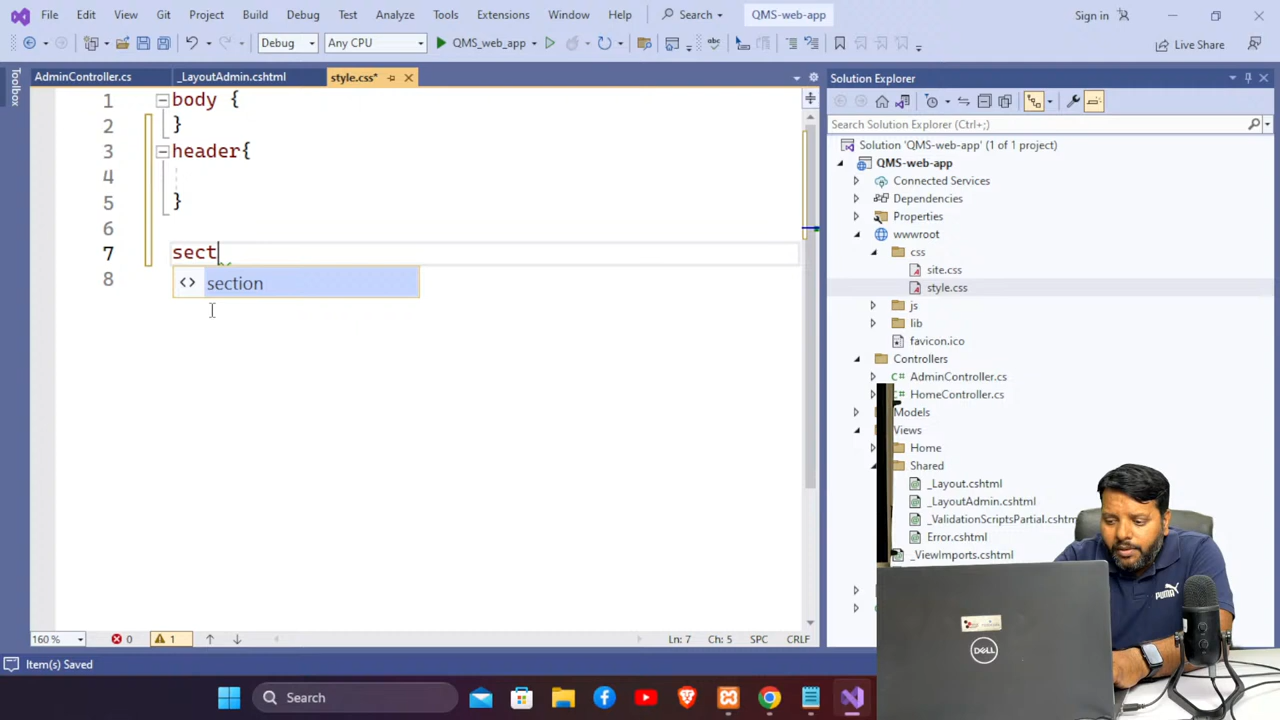 File Edit View Git Project Build Debug Test Analyze Tools Extensions Window Help Search QMS-web-app Sign in
Debug Any CPU QMS_web_app Live Share
Toolbox
AdminController.cs _LayoutAdmin.cshtml style.css*
1 body {
2 }
3 header{
4
5 }
6
7 sect
8
<> section
Solution Explorer
Search Solution Explorer (Ctrl+;)
Solution 'QMS-web-app' (1 of 1 project)
QMS-web-app
Connected Services
Dependencies
Properties
wwwroot
css
site.css
style.css
js
lib
favicon.ico
Controllers
C# AdminController.cs
C# HomeController.cs
Models
Views
Home
Shared
_Layout.cshtml
_LayoutAdmin.cshtml
_ValidationScriptsPartial.cshtm
Error.cshtml
_ViewImports.cshtml
160 % 0 1 Ln: 7 Ch: 5 SPC CRLF
Item(s) Saved
Search
PUMA
DELL